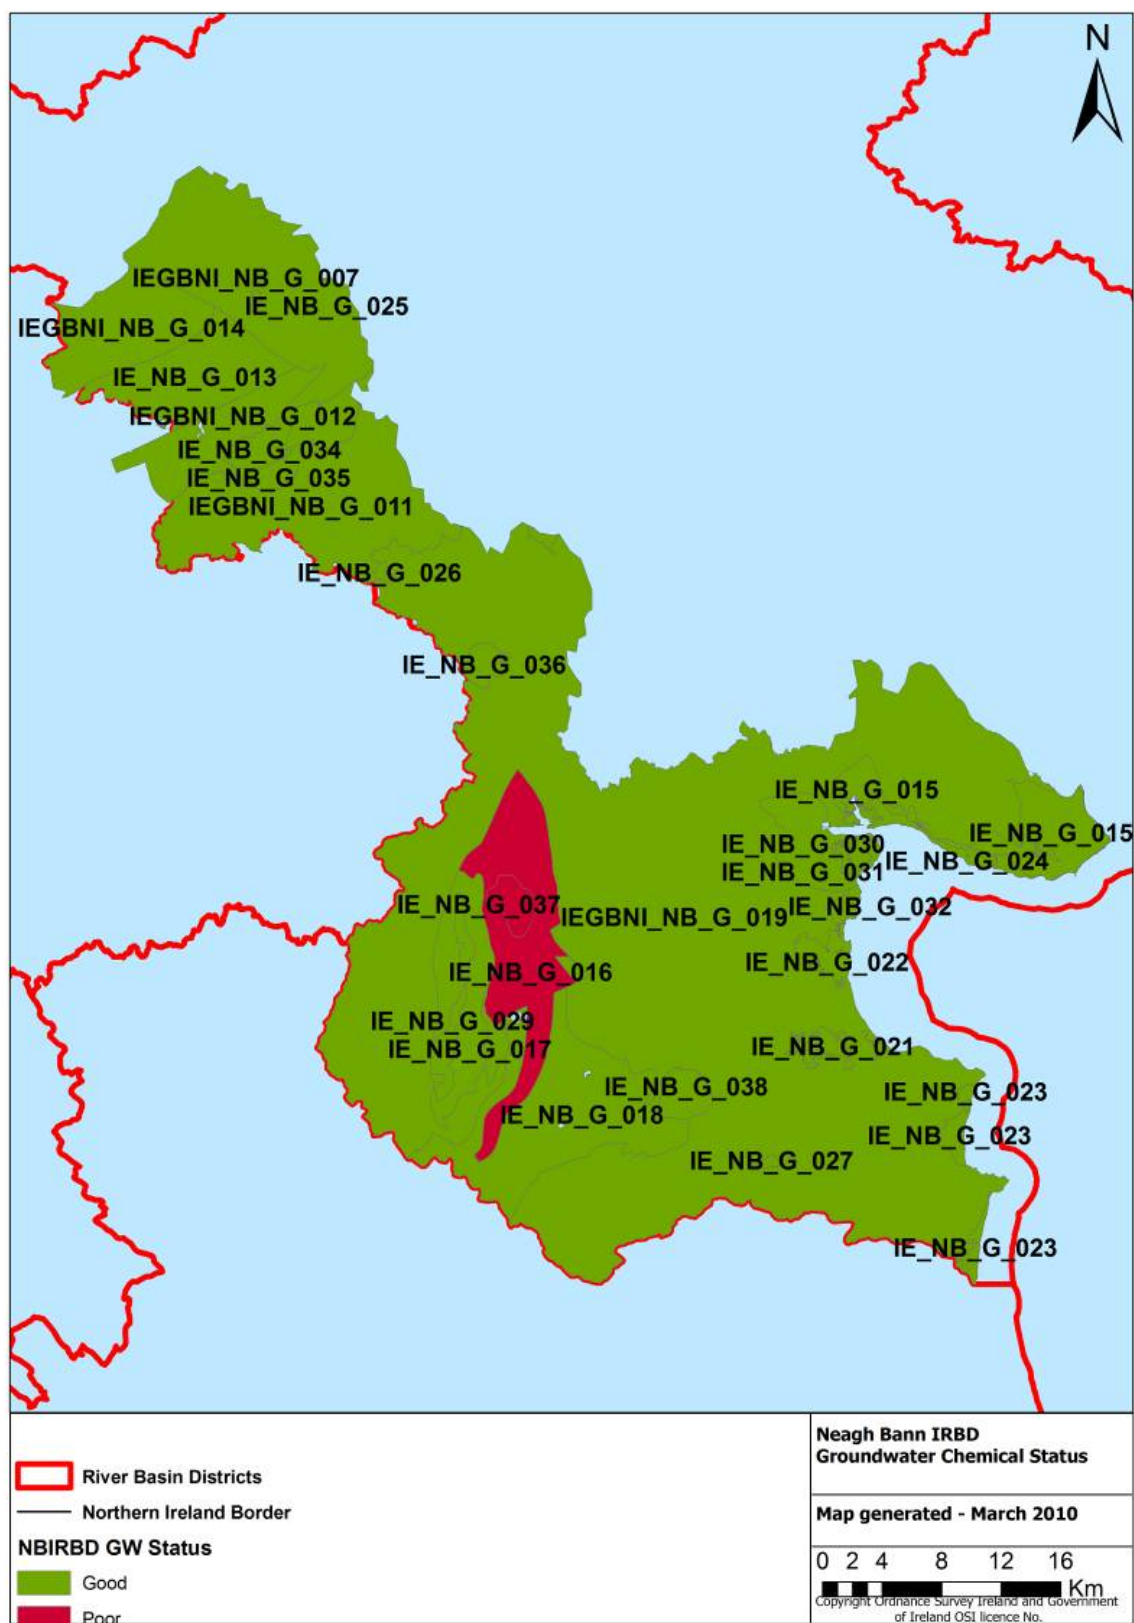 N
IEGBNI_NB_G_007
IE_NB_G_025
IEGBNI_NB_G_014
IE_NB_G_013
IEGBNI_NB_G_012
IE_NB_G_034
IE_NB_G_035
IEGBNI_NB_G_011
IE_NB_G_026
IE_NB_G_036
IE_NB_G_015
IE_NB_G_015
IE_NB_G_030
IE_NB_G_024
IE_NB_G_031
IE_NB_G_037
IEGBNI_NB_G_019
IE_NB_G_032
IE_NB_G_022
IE_NB_G_016
IE_NB_G_029
IE_NB_G_017
IE_NB_G_021
IE_NB_G_038
IE_NB_G_023
IE_NB_G_018
IE_NB_G_023
IE_NB_G_027
IE_NB_G_023
River Basin Districts
Northern Ireland Border
NBIRBD GW Status
Good
Poor
Neagh Bann IRBD
Groundwater Chemical Status
Map generated - March 2010
0 2 4 8 12 16
Km
Copyright Ordnance Survey Ireland and Government
of Ireland OSI licence No.